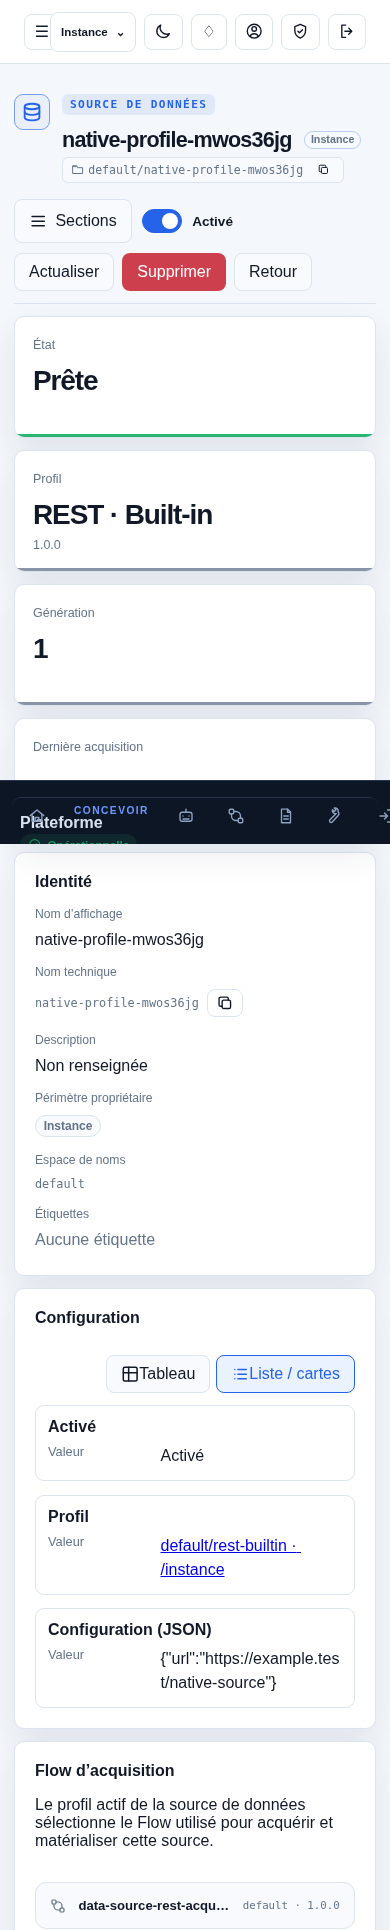 Instance
SOURCE DE DONNÉES
native-profile-mwos36jg Instance
default/native-profile-mwos36jg
Sections Activé
Actualiser Supprimer Retour
État
Prête
Profil
REST · Built-in
1.0.0
Génération
1
Dernière acquisition
CONCEVOIR
Plateforme
Opérationnelle
Identité
Nom d’affichage
native-profile-mwos36jg
Nom technique
native-profile-mwos36jg
Description
Non renseignée
Périmètre propriétaire
Instance
Espace de noms
default
Étiquettes
Aucune étiquette
Configuration
Tableau Liste / cartes
Activé
Valeur Activé
Profil
Valeur default/rest-builtin ·
/instance
Configuration (JSON)
Valeur {"url":"https://example.tes
t/native-source"}
Flow d’acquisition
Le profil actif de la source de données
sélectionne le Flow utilisé pour acquérir et
matérialiser cette source.
data-source-rest-acqu… default · 1.0.0